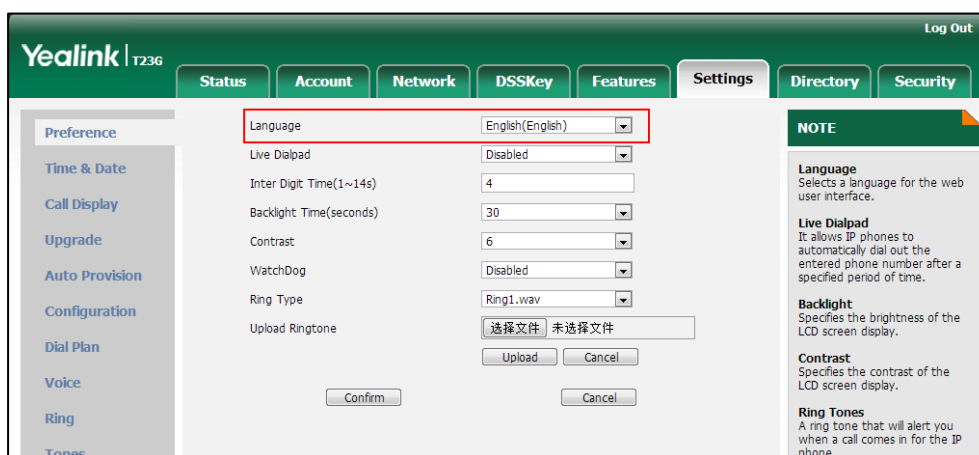 Log Out
Yealink | T23G
Status Account Network DSSKey Features Settings Directory Security
Preference
Time & Date
Call Display
Upgrade
Auto Provision
Configuration
Dial Plan
Voice
Ring
Tones
Language English(English)
Live Dialpad Disabled
Inter Digit Time(1~14s) 4
Backlight Time(seconds) 30
Contrast 6
WatchDog Disabled
Ring Type Ring1.wav
Upload Ringtone 选择文件 未选择文件
Upload Cancel
Confirm Cancel
NOTE
Language
Selects a language for the web
user interface.
Live Dialpad
It allows IP phones to
automatically dial out the
entered phone number after a
specified period of time.
Backlight
Specifies the brightness of the
LCD screen display.
Contrast
Specifies the contrast of the
LCD screen display.
Ring Tones
A ring tone that will alert you
when a call comes in for the IP
phone